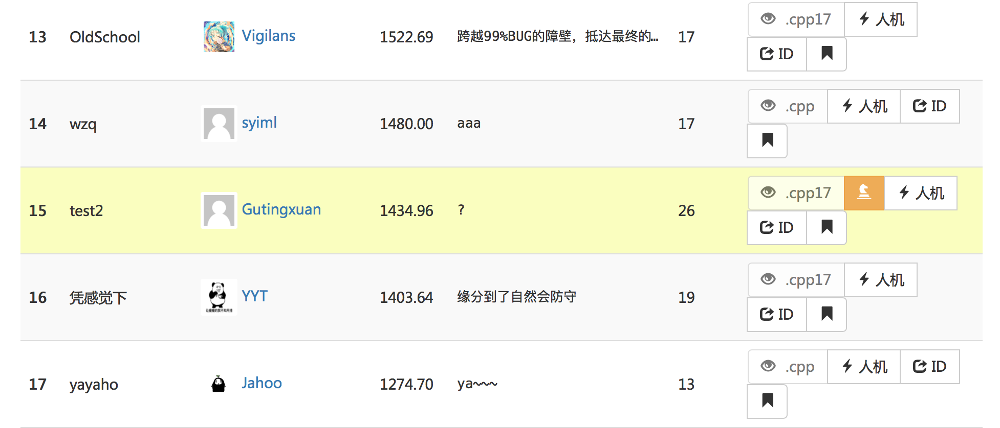 13 OldSchool Vigilans 1522.69 跨越99%BUG的障壁，抵达最终的... 17 .cpp17 人机
ID
14 wzq syiml 1480.00 aaa 17 .cpp 人机 ID
15 test2 Gutingxuan 1434.96 ? 26 .cpp17 人机
ID
16 凭感觉下 YYT 1403.64 缘分到了自然会防守 19 .cpp17 人机
ID
17 yayaho Jahoo 1274.70 ya~~~ 13 .cpp 人机 ID